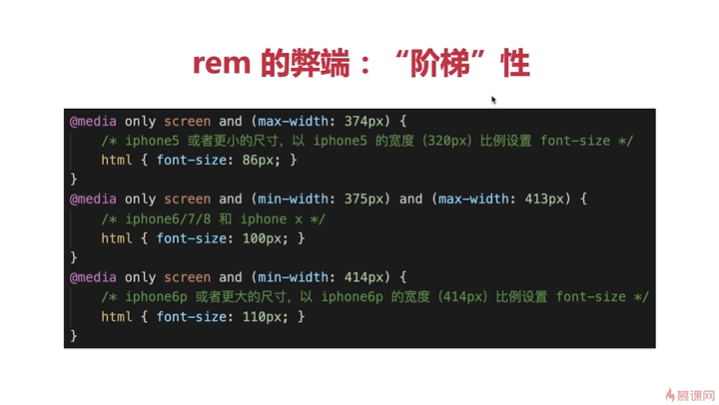 rem 的弊端：“阶梯”性
@media only screen and (max-width: 374px) {
/* iphone5 或者更小的尺寸，以 iphone5 的宽度（320px）比例设置 font-size */
html { font-size: 86px; }
}
@media only screen and (min-width: 375px) and (max-width: 413px) {
/* iphone6/7/8 和 iphone x */
html { font-size: 100px; }
}
@media only screen and (min-width: 414px) {
/* iphone6p 或者更大的尺寸，以 iphone6p 的宽度（414px）比例设置 font-size */
html { font-size: 110px; }
}
慕课网